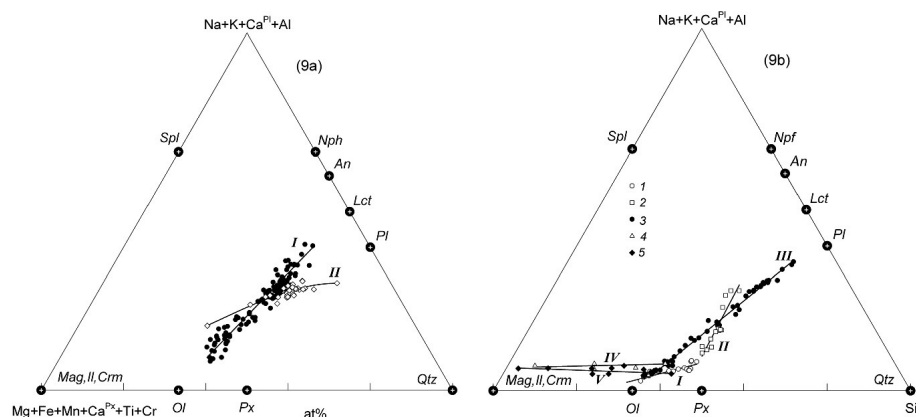 Na+K+Ca^Pl+Al
(9a)
Spl
Nph
An
Lct
Pl
I
II
Mag,Il,Crm
Qtz
Mg+Fe+Mn+Ca^Px+Ti+Cr
Ol
Px
at%
Na+K+Ca^Pl+Al
(9b)
Spl
Npf
An
Lct
Pl
1
2
3
4
5
III
II
IV
V
I
Mag,Il,Crm
Qtz
Ol
Px
Si